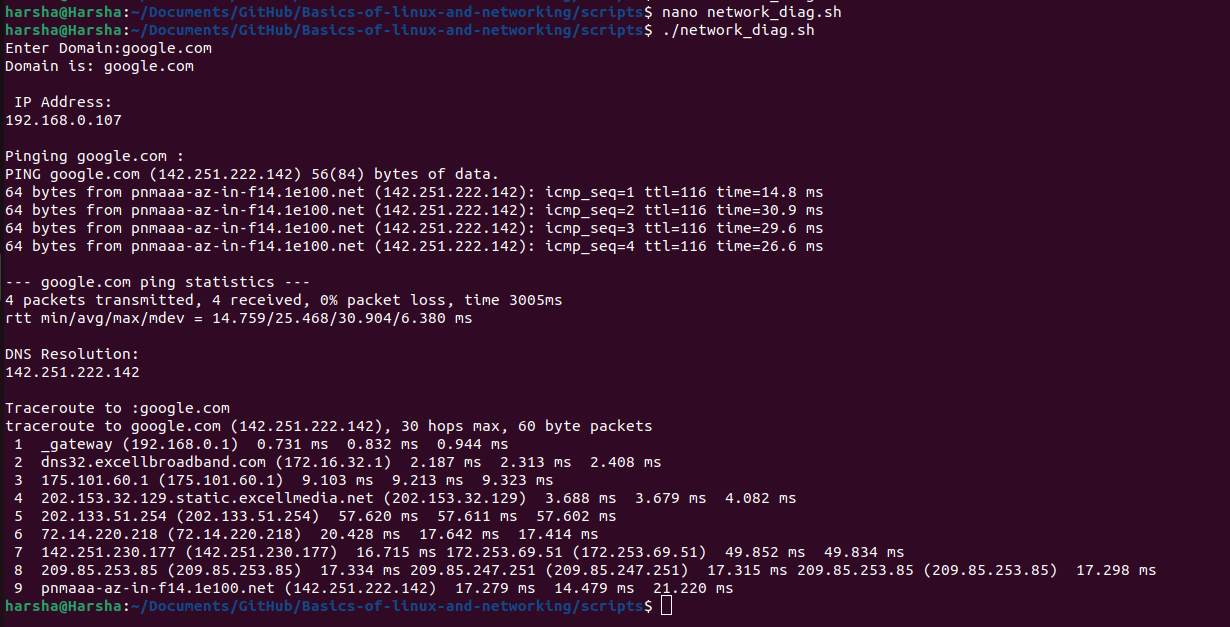 harsha@Harsha:~/Documents/GitHub/Basics-of-linux-and-networking/scripts$ nano network_diag.sh
harsha@Harsha:~/Documents/GitHub/Basics-of-linux-and-networking/scripts$ ./network_diag.sh
Enter Domain:google.com
Domain is: google.com
IP Address:
192.168.0.107
Pinging google.com :
PING google.com (142.251.222.142) 56(84) bytes of data.
64 bytes from pnmaaa-az-in-f14.1e100.net (142.251.222.142): icmp_seq=1 ttl=116 time=14.8 ms
64 bytes from pnmaaa-az-in-f14.1e100.net (142.251.222.142): icmp_seq=2 ttl=116 time=30.9 ms
64 bytes from pnmaaa-az-in-f14.1e100.net (142.251.222.142): icmp_seq=3 ttl=116 time=29.6 ms
64 bytes from pnmaaa-az-in-f14.1e100.net (142.251.222.142): icmp_seq=4 ttl=116 time=26.6 ms
--- google.com ping statistics ---
4 packets transmitted, 4 received, 0% packet loss, time 3005ms
rtt min/avg/max/mdev = 14.759/25.468/30.904/6.380 ms
DNS Resolution:
142.251.222.142
Traceroute to :google.com
traceroute to google.com (142.251.222.142), 30 hops max, 60 byte packets
1  _gateway (192.168.0.1)  0.731 ms  0.832 ms  0.944 ms
2  dns32.excellbroadband.com (172.16.32.1)  2.187 ms  2.313 ms  2.408 ms
3  175.101.60.1 (175.101.60.1)  9.103 ms  9.213 ms  9.323 ms
4  202.153.32.129.static.excellmedia.net (202.153.32.129)  3.688 ms  3.679 ms  4.082 ms
5  202.133.51.254 (202.133.51.254)  57.620 ms  57.611 ms  57.602 ms
6  72.14.220.218 (72.14.220.218)  20.428 ms  17.642 ms  17.414 ms
7  142.251.230.177 (142.251.230.177)  16.715 ms 172.253.69.51 (172.253.69.51)  49.852 ms  49.834 ms
8  209.85.253.85 (209.85.253.85)  17.334 ms 209.85.247.251 (209.85.247.251)  17.315 ms 209.85.253.85 (209.85.253.85)  17.298 ms
9  pnmaaa-az-in-f14.1e100.net (142.251.222.142)  17.279 ms  14.479 ms  21.220 ms
harsha@Harsha:~/Documents/GitHub/Basics-of-linux-and-networking/scripts$